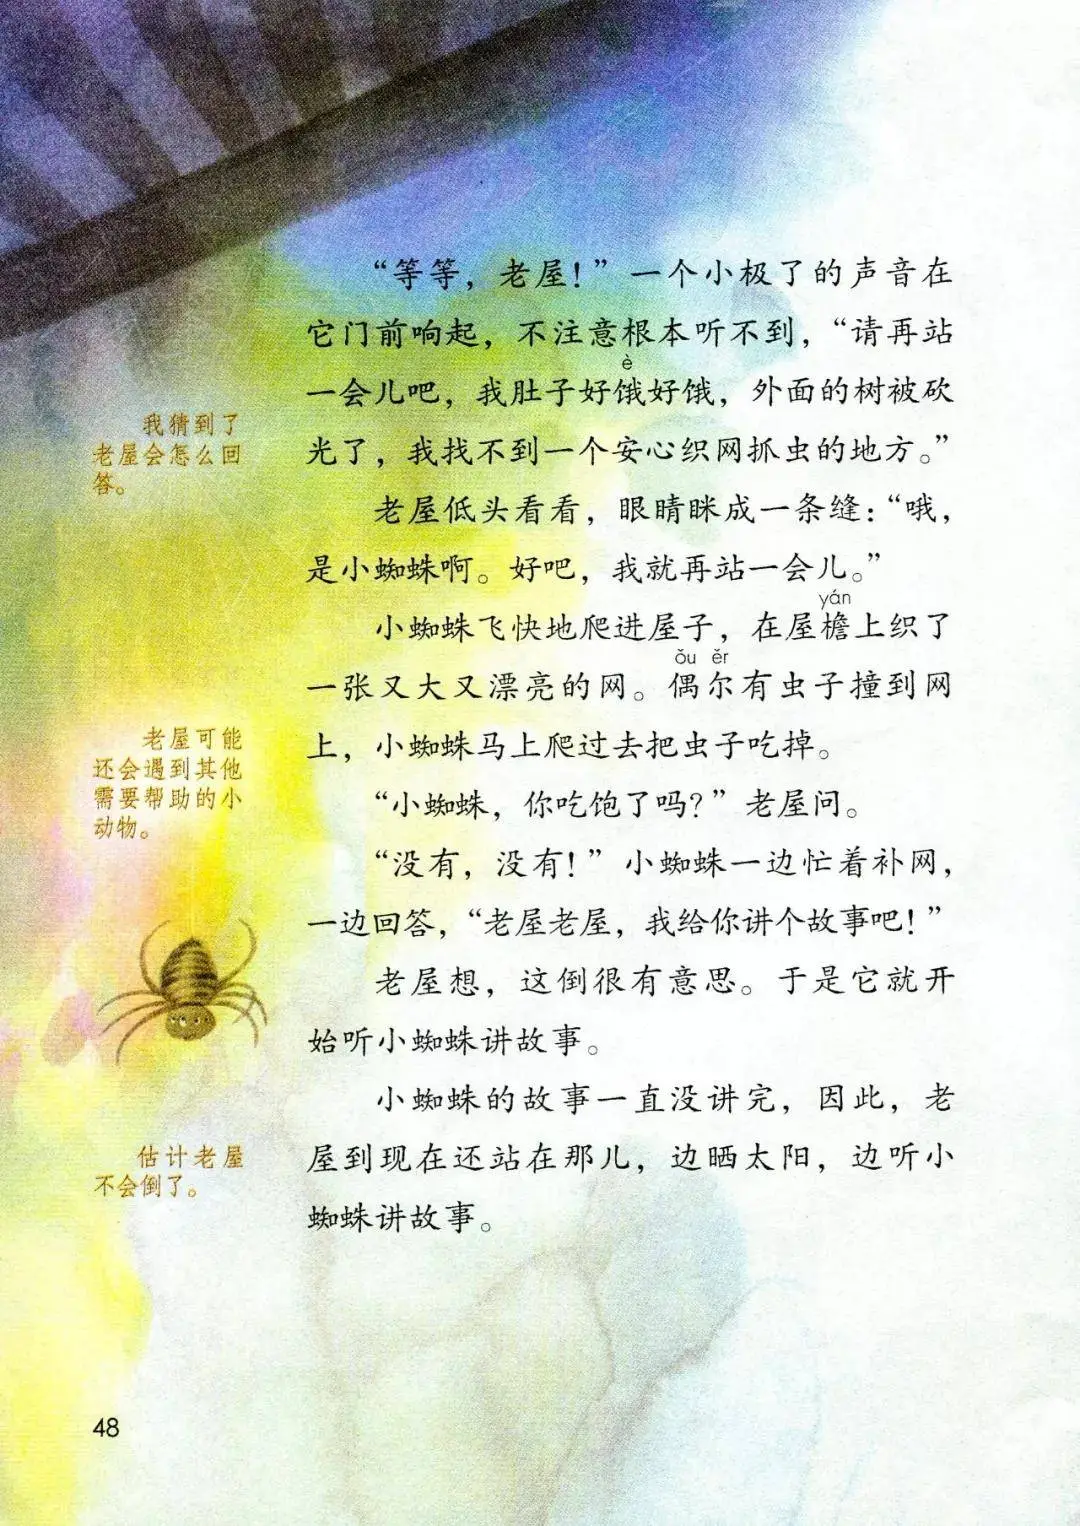 “等等，老屋！”一个小极了的声音在
它门前响起，不注意根本听不到，“请再站
è
一会儿吧，我肚子好饿好饿，外面的树被砍
光了，我找不到一个安心织网抓虫的地方。”
我猜到了
老屋会怎么回
答。
老屋低头看看，眼睛眯成一条缝：“哦，
是小蜘蛛啊。好吧，我就再站一会儿。”
yán
小蜘蛛飞快地爬进屋子，在屋檐上织了
ǒu ěr
一张又大又漂亮的网。偶尔有虫子撞到网
上，小蜘蛛马上爬过去把虫子吃掉。
老屋可能
还会遇到其他
需要帮助的小
动物。
“小蜘蛛，你吃饱了吗？”老屋问。
“没有，没有！”小蜘蛛一边忙着补网，
一边回答，“老屋老屋，我给你讲个故事吧！”
老屋想，这倒很有意思。于是它就开
始听小蜘蛛讲故事。
小蜘蛛的故事一直没讲完，因此，老
屋到现在还站在那儿，边晒太阳，边听小
蜘蛛讲故事。
估计老屋
不会倒了。
48